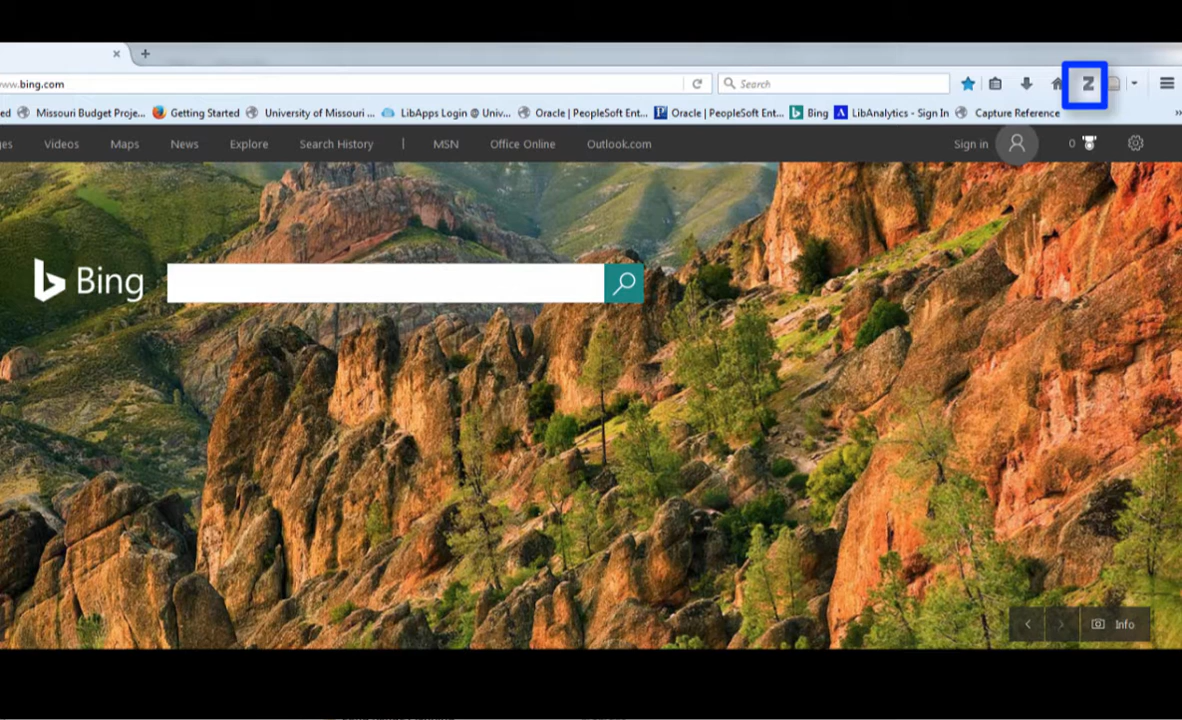 www.bing.com Search Z
ed Missouri Budget Proje... Getting Started University of Missouri ... LibApps Login @ Univ... Oracle | PeopleSoft Ent... Oracle | PeopleSoft Ent... Bing LibAnalytics - Sign In Capture Reference
ges Videos Maps News Explore Search History | MSN Office Online Outlook.com Sign in 0
Bing
Info